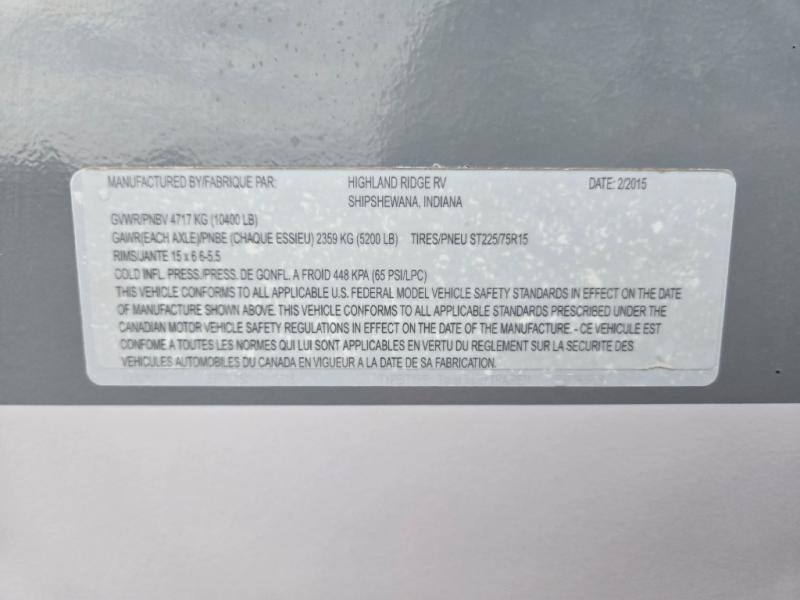 MANUFACTURED BY/FABRIQUE PAR: HIGHLAND RIDGE RV DATE: 2/2015
SHIPSHEWANA, INDIANA
GVWR/PNBV 4717 KG (10400 LB)
GAWR(EACH AXLE)/PNBE (CHAQUE ESSIEU) 2359 KG (5200 LB) TIRES/PNEU ST225/75R15
RIMS/JANTE 15 x 6 6-5.5
COLD INFL. PRESS./PRESS. DE GONFL. A FROID 448 KPA (65 PSI/LPC)
THIS VEHICLE CONFORMS TO ALL APPLICABLE U.S. FEDERAL MODEL VEHICLE SAFETY STANDARDS IN EFFECT ON THE DATE
OF MANUFACTURE SHOWN ABOVE. THIS VEHICLE CONFORMS TO ALL APPLICABLE STANDARDS PRESCRIBED UNDER THE
CANADIAN MOTOR VEHICLE SAFETY REGULATIONS IN EFFECT ON THE DATE OF THE MANUFACTURE. - CE VEHICULE EST
CONFOME A TOUTES LES NORMES QUI LUI SONT APPLICABLES EN VERTU DU REGLEMENT SUR LA SECURITE DES
VEHICULES AUTOMOBILES DU CANADA EN VIGUEUR A LA DATE DE SA FABRICATION.